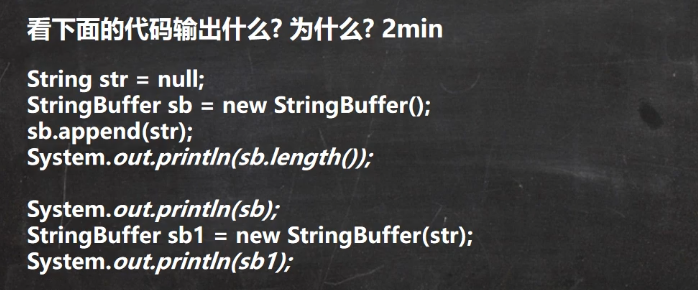 看下面的代码输出什么? 为什么? 2min
String str = null;
StringBuffer sb = new StringBuffer();
sb.append(str);
System.out.println(sb.length());
System.out.println(sb);
StringBuffer sb1 = new StringBuffer(str);
System.out.println(sb1);